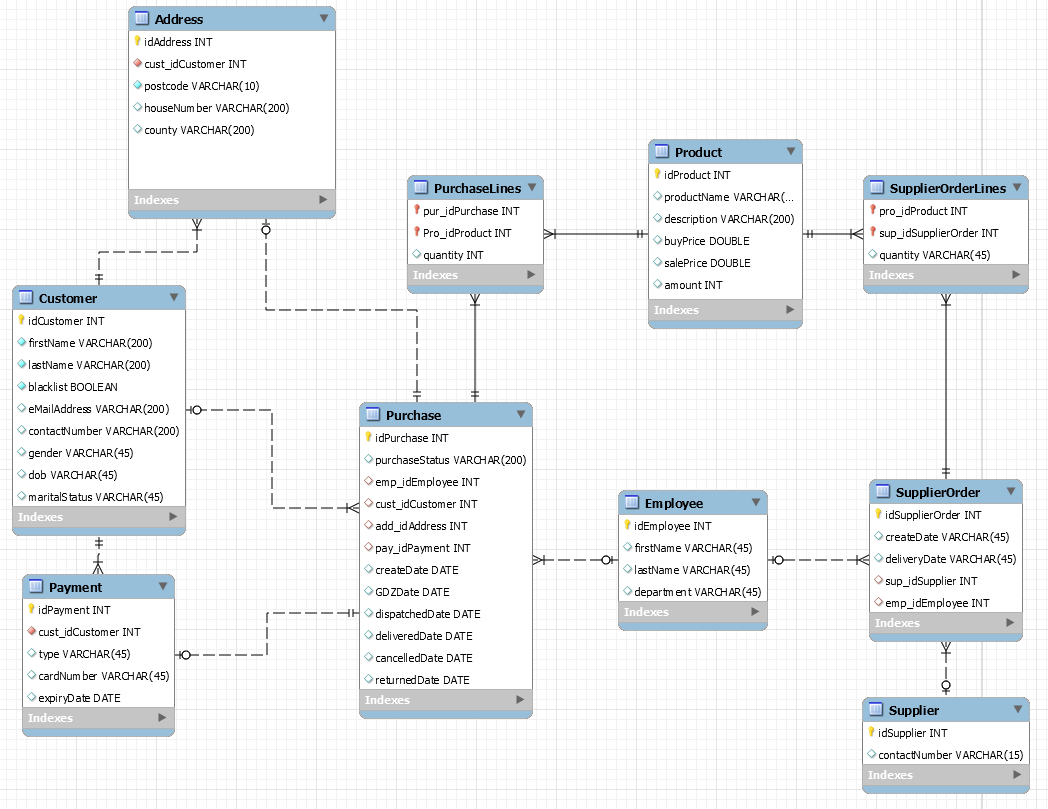 Address
idAddress INT
cust_idCustomer INT
postcode VARCHAR(10)
houseNumber VARCHAR(200)
county VARCHAR(200)
Indexes
PurchaseLines
pur_idPurchase INT
Pro_idProduct INT
quantity INT
Indexes
Product
idProduct INT
productName VARCHAR(...
description VARCHAR(200)
buyPrice DOUBLE
salePrice DOUBLE
amount INT
Indexes
SupplierOrderLines
pro_idProduct INT
sup_idSupplierOrder INT
quantity VARCHAR(45)
Indexes
Customer
idCustomer INT
firstName VARCHAR(200)
lastName VARCHAR(200)
blacklist BOOLEAN
eMailAddress VARCHAR(200)
contactNumber VARCHAR(200)
gender VARCHAR(45)
dob VARCHAR(45)
maritalStatus VARCHAR(45)
Indexes
Purchase
idPurchase INT
purchaseStatus VARCHAR(200)
emp_idEmployee INT
cust_idCustomer INT
add_idAddress INT
pay_idPayment INT
createDate DATE
GDZDate DATE
dispatchedDate DATE
deliveredDate DATE
cancelledDate DATE
returnedDate DATE
Indexes
Employee
idEmployee INT
firstName VARCHAR(45)
lastName VARCHAR(45)
department VARCHAR(45)
Indexes
SupplierOrder
idSupplierOrder INT
createDate VARCHAR(45)
deliveryDate VARCHAR(45)
sup_idSupplier INT
emp_idEmployee INT
Indexes
Payment
idPayment INT
cust_idCustomer INT
type VARCHAR(45)
cardNumber VARCHAR(45)
expiryDate DATE
Indexes
Supplier
idSupplier INT
contactNumber VARCHAR(15)
Indexes